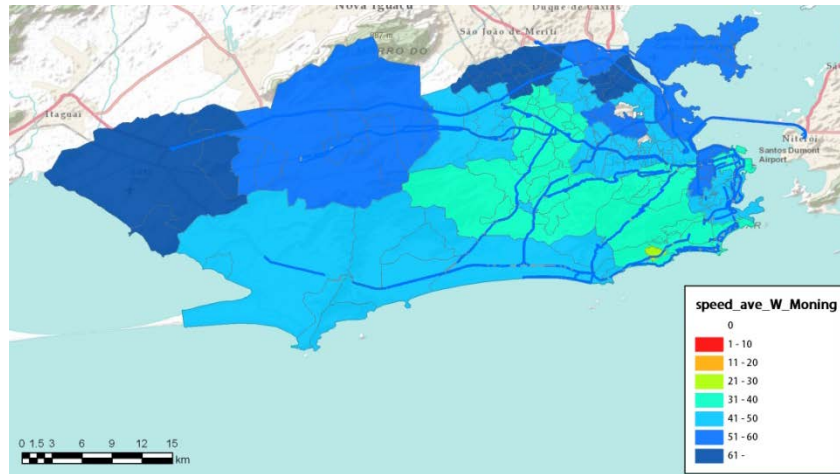 Nova Iguaçu
Duque de Caxias
São João de Meriti
Itaguaí
Niterói
Santos Dumont
Airport
speed_ave_W_Moning
0
1 - 10
11 - 20
21 - 30
31 - 40
41 - 50
51 - 60
61 -
0 1.5 3 6 9 12 15
km